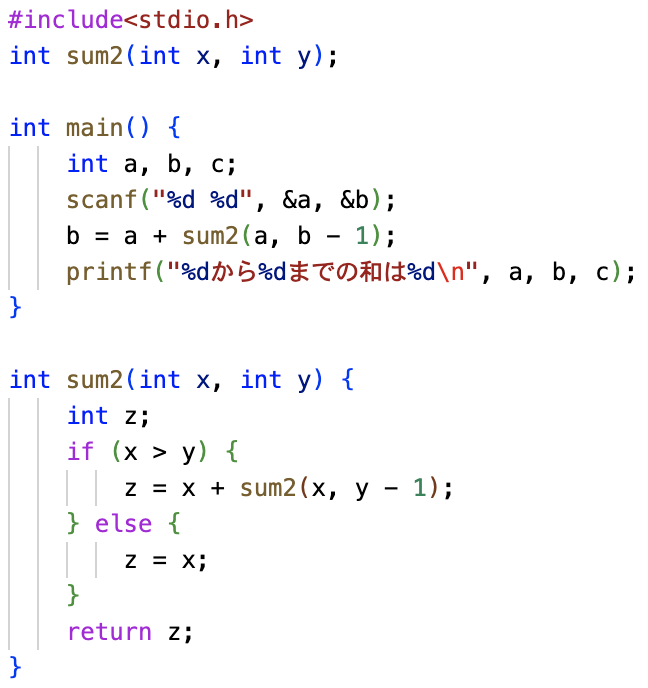 #include<stdio.h>
int sum2(int x, int y);
int main() {
int a, b, c;
scanf("%d %d", &a, &b);
b = a + sum2(a, b - 1);
printf("%dから%dまでの和は%d\n", a, b, c);
}
int sum2(int x, int y) {
int z;
if (x > y) {
z = x + sum2(x, y - 1);
} else {
z = x;
}
return z;
}